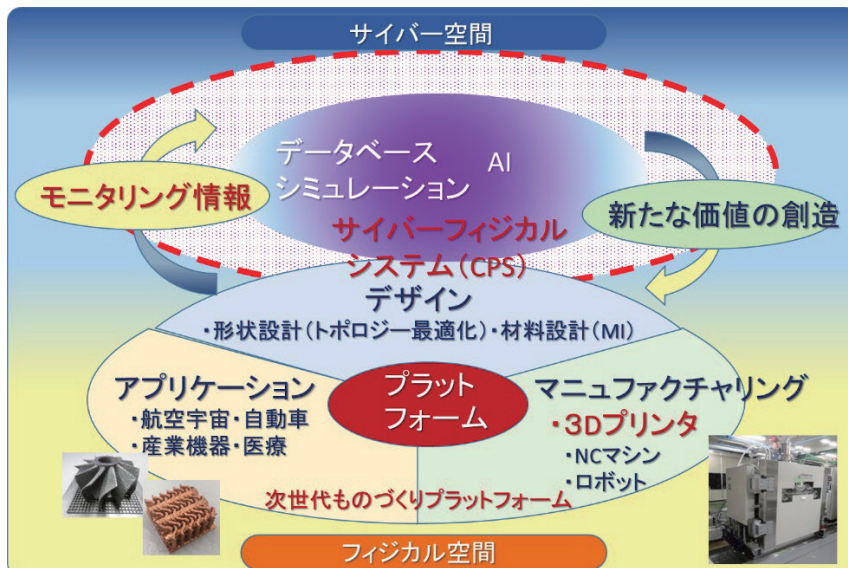 サイバー空間
データベース
AI
シミュレーション
モニタリング情報
新たな価値の創造
サイバーフィジカル
システム(CPS)
デザイン
・形状設計(トポロジー最適化)・材料設計(MI)
アプリケーション
・航空宇宙・自動車
・産業機器・医療
プラット
フォーム
マニュファクチャリング
・3Dプリンタ
・NCマシン
・ロボット
次世代ものづくりプラットフォーム
フィジカル空間